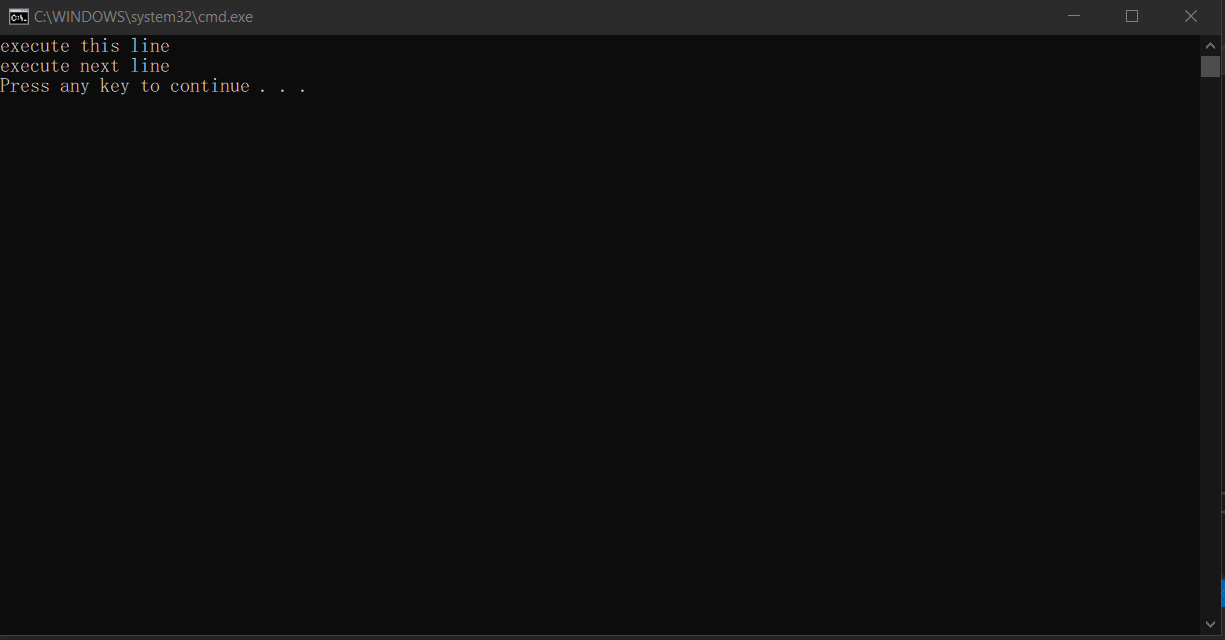 C:\WINDOWS\system32\cmd.exe
execute this line
execute next line
Press any key to continue . . .